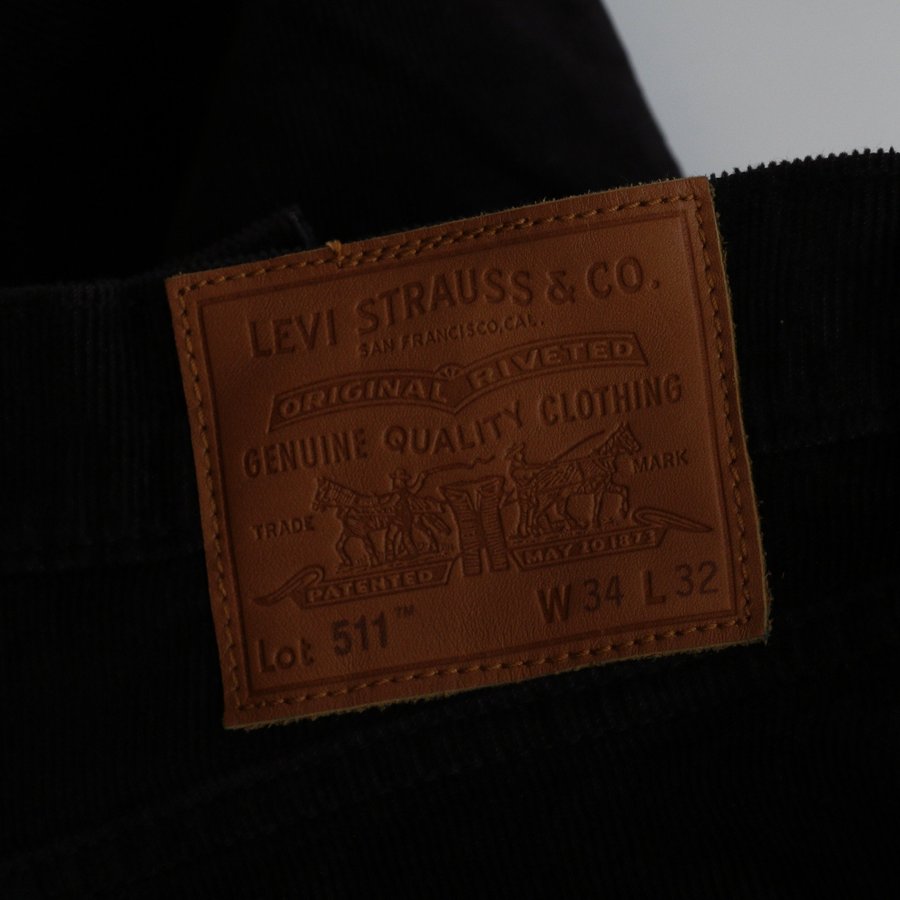 LEVI STRAUSS & CO.
SAN FRANCISCO, CAL.
ORIGINAL RIVETED
GENUINE QUALITY CLOTHING
TRADE MARK
PATENTED MAY 20 1873
Lot 511™ W 34 L 32